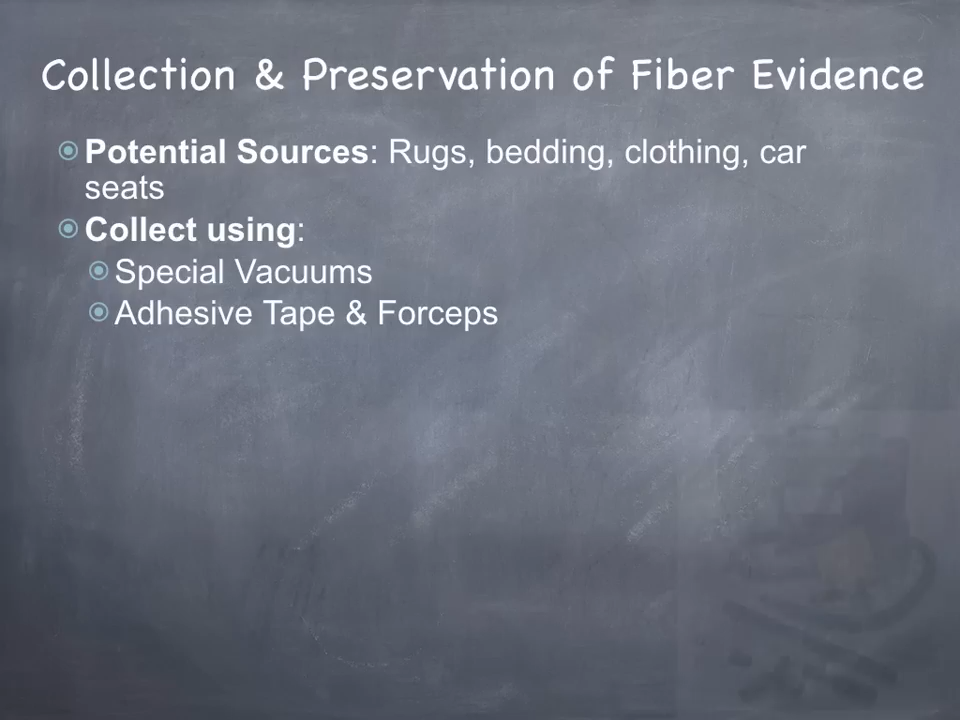 Collection & Preservation of Fiber Evidence
Potential Sources: Rugs, bedding, clothing, car
seats
Collect using:
Special Vacuums
Adhesive Tape & Forceps